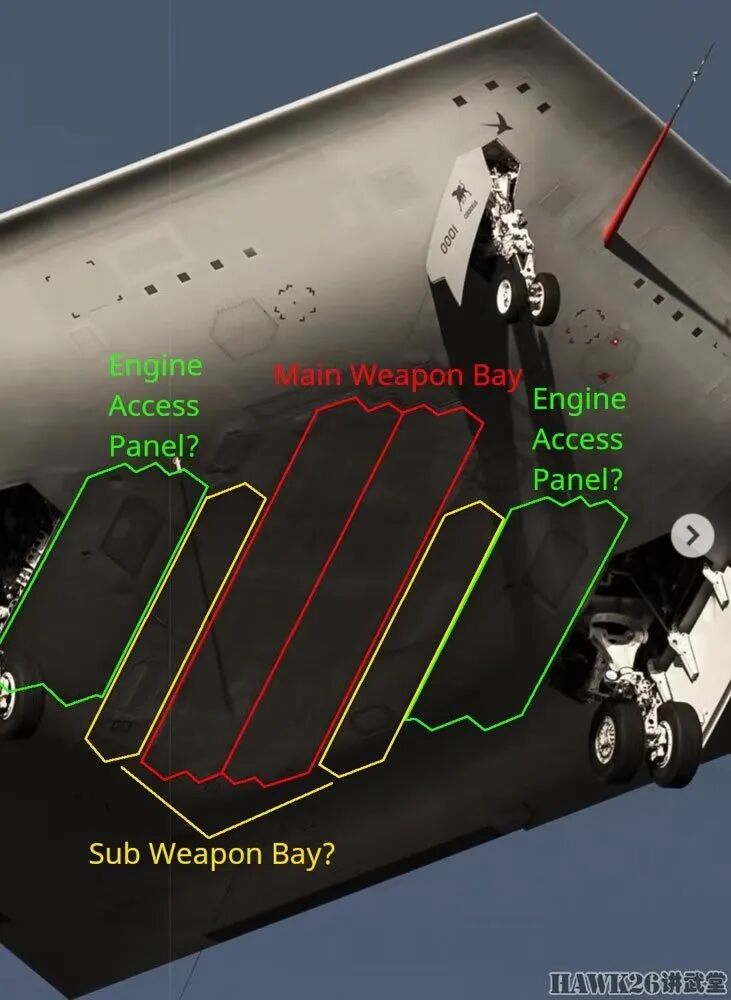 0001
Engine
Access
Panel?
Main Weapon Bay
Engine
Access
Panel?
Sub Weapon Bay?
HAWK26讲武堂